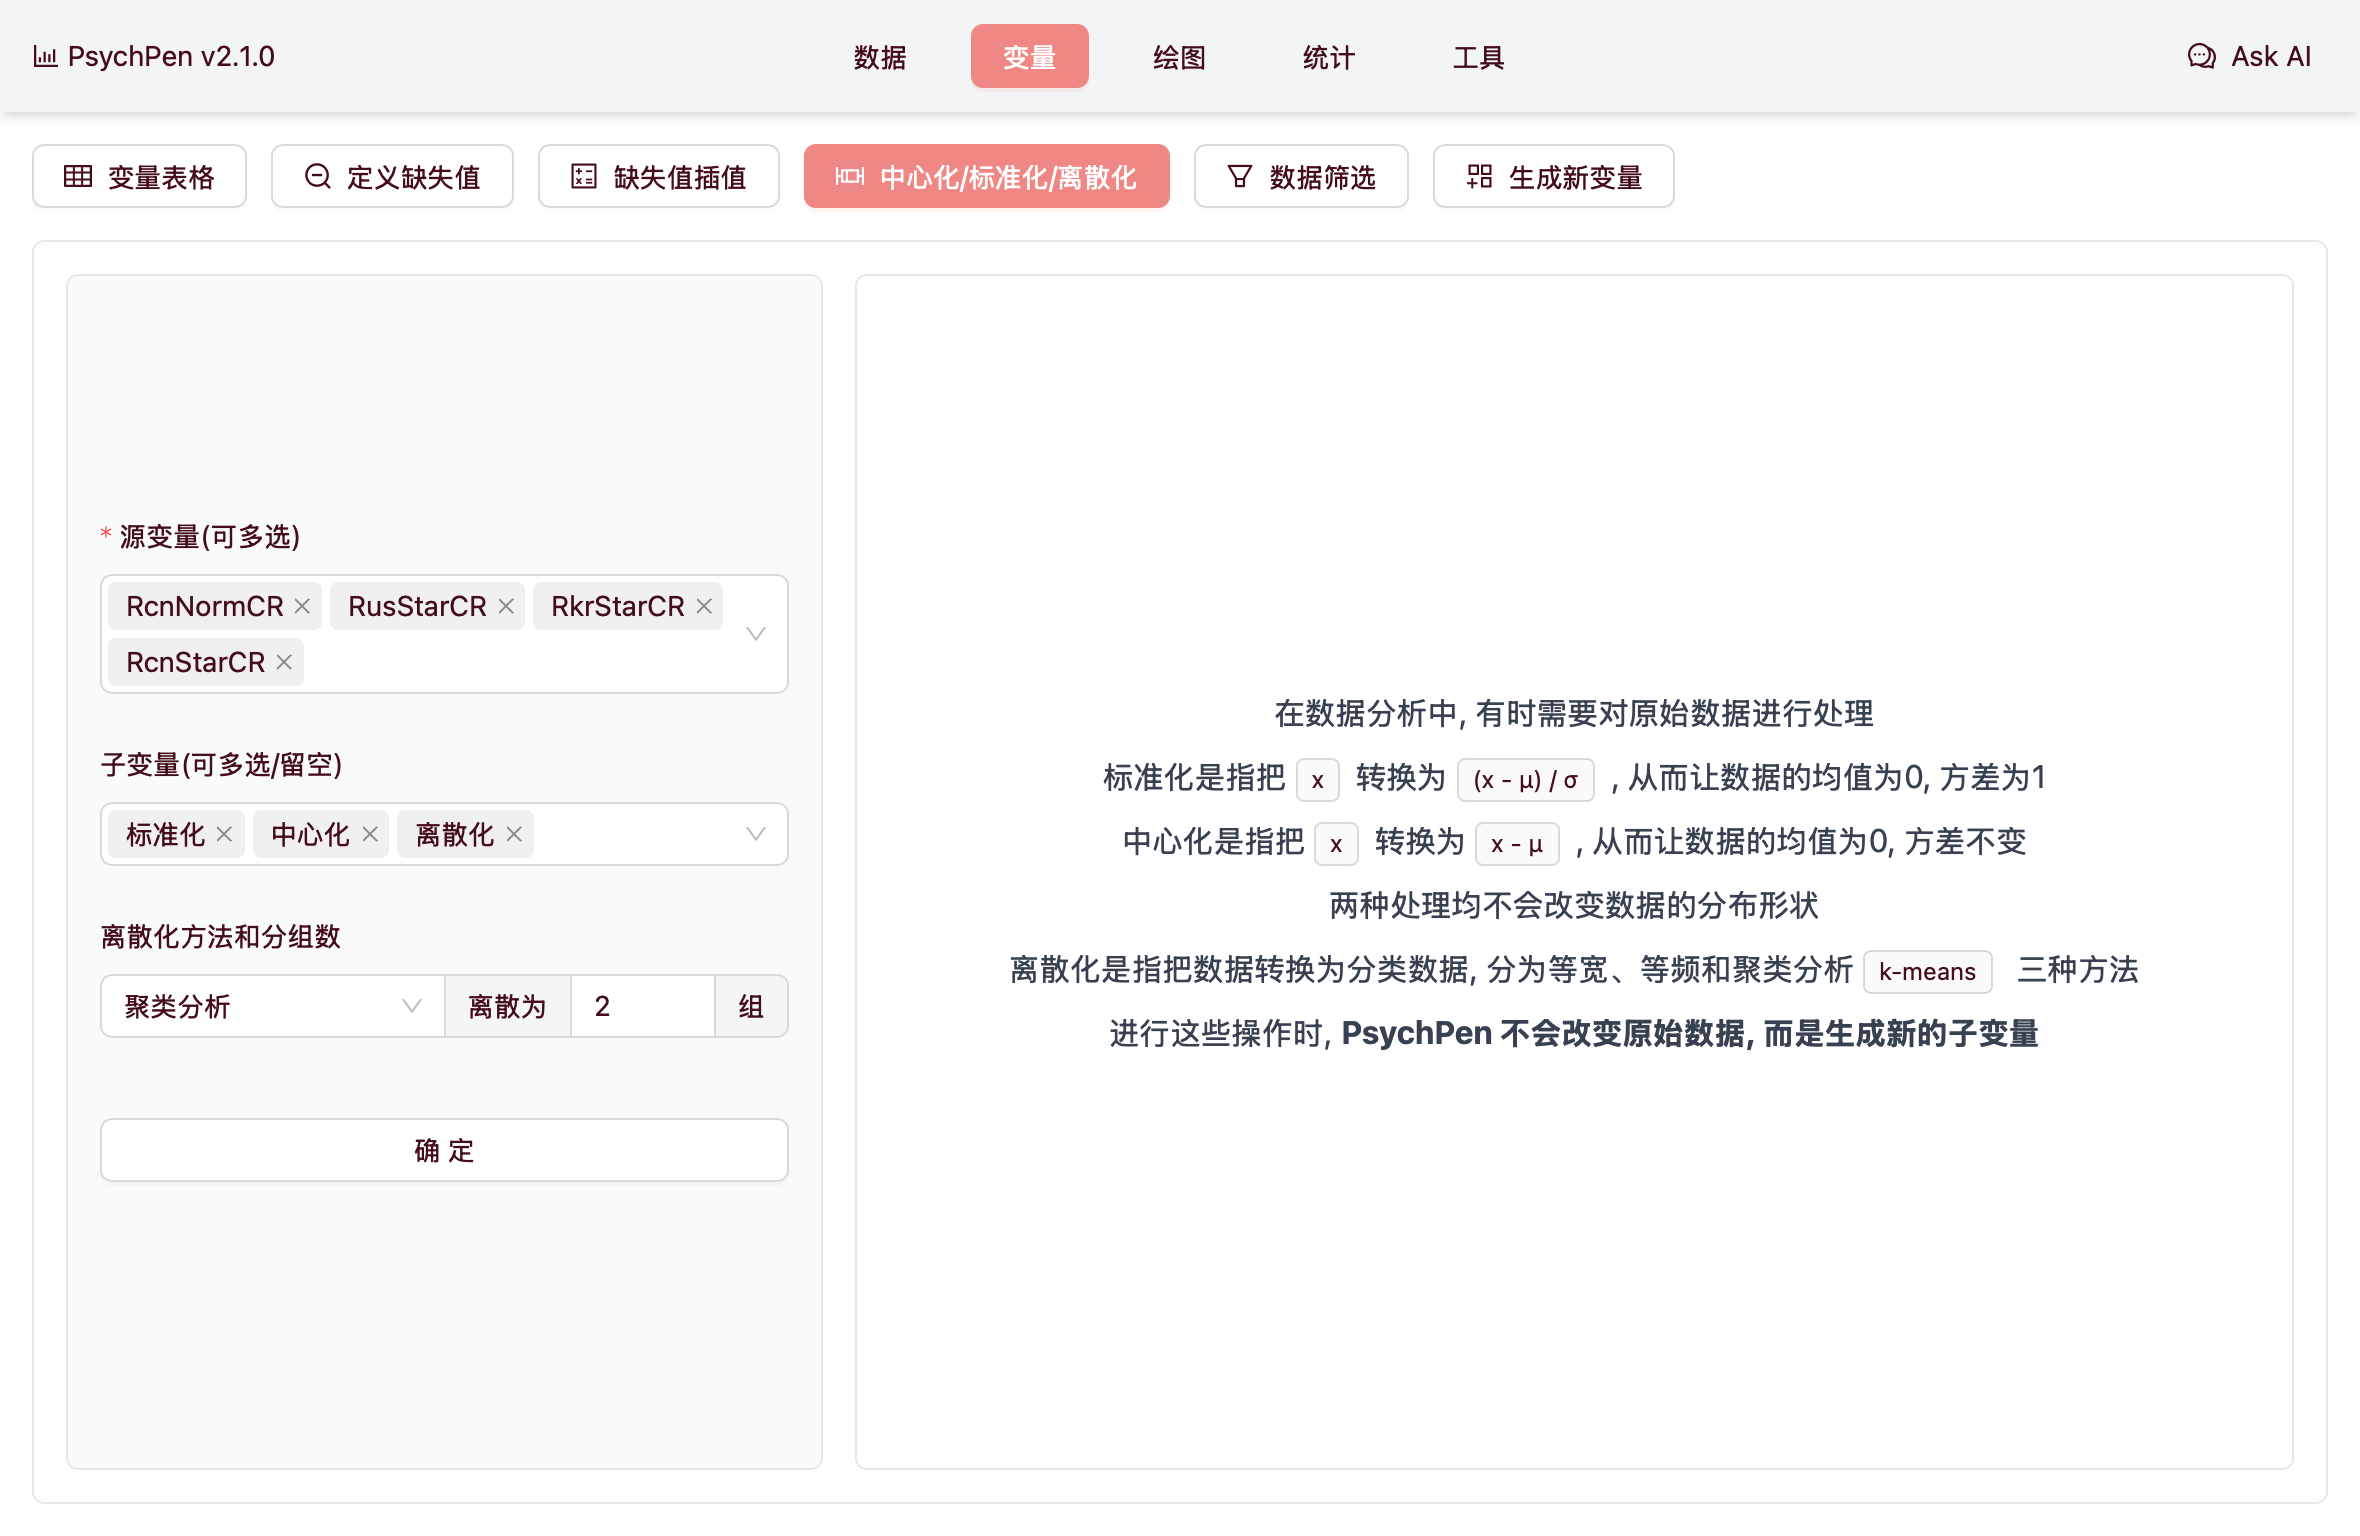 PsychPen v2.1.0
数据
变量
绘图
统计
工具
Ask AI
变量表格
定义缺失值
缺失值插值
中心化/标准化/离散化
数据筛选
生成新变量
* 源变量(可多选)
RcnNormCR RusStarCR RkrStarCR
RcnStarCR
子变量(可多选/留空)
标准化 中心化 离散化
离散化方法和分组数
聚类分析 离散为 2 组
确 定
在数据分析中, 有时需要对原始数据进行处理
标准化是指把 x 转换为 (x - μ) / σ , 从而让数据的均值为0, 方差为1
中心化是指把 x 转换为 x - μ , 从而让数据的均值为0, 方差不变
两种处理均不会改变数据的分布形状
离散化是指把数据转换为分类数据, 分为等宽、等频和聚类分析 k-means 三种方法
进行这些操作时, PsychPen 不会改变原始数据, 而是生成新的子变量